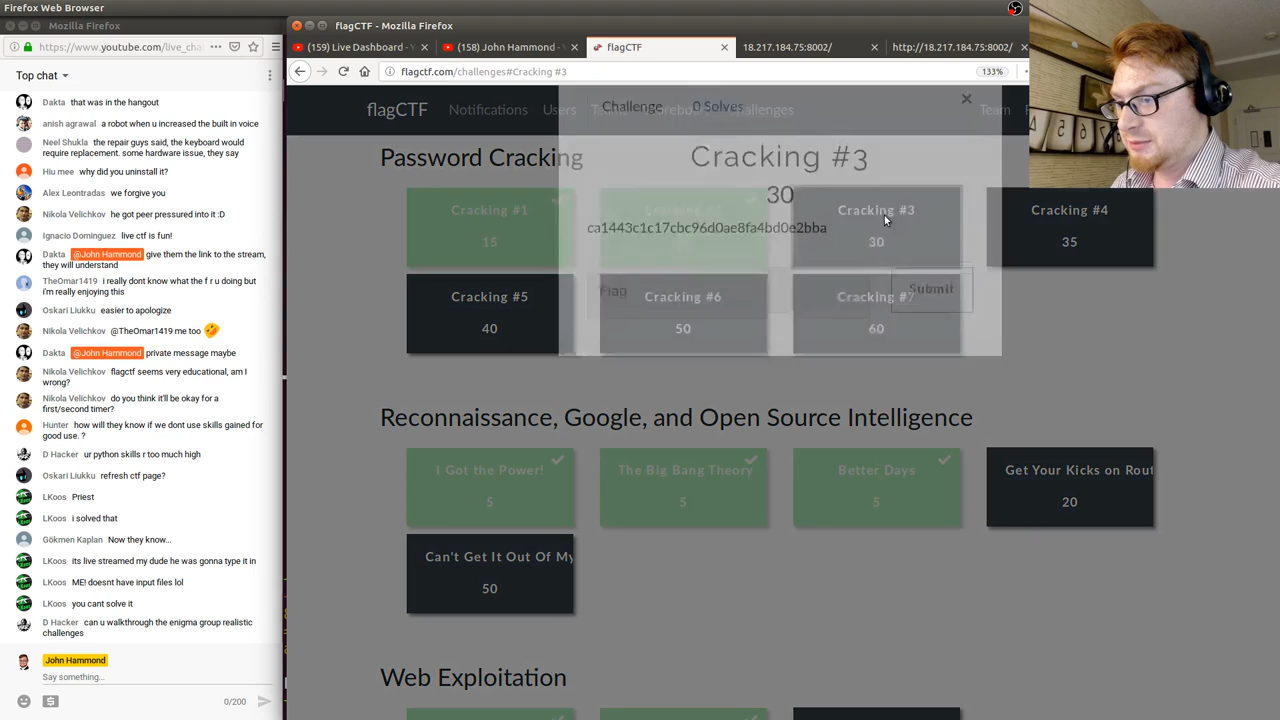 Firefox Web Browser
Mozilla Firefox
https://www.youtube.com/live_cha
Top chat
Dakta that was in the hangout
anish agrawal a robot when u increased the built in voice
Neel Shukla the repair guys said, the keyboard
would require replacement. some hardware issue, they say
Hiu mee why did you uninstall it?
Alex Leontradas we forgive you
Nikola Velichkov he got peer pressured into it :D
Ignacio Dominguez live ctf is fun!
Dakta @John Hammond give them the link to the stream,
they will understand
TheOmar1419 i really dont know what the f r u doing but
i'm really enjoying this
Oskari Liukku easier to apologize
Nikola Velichkov @TheOmar1419 me too
Dakta @John Hammond private message maybe
Nikola Velichkov flagctf seems very educational, am I
wrong?
Nikola Velichkov do you think it'll be okay for a
first/second timer?
Hunter how will they know if we dont use skills gained for
good use. ?
D Hacker ur python skills r too much high
Oskari Liukku refresh ctf page?
LKoos Priest
LKoos i solved that
Gökmen Kaplan Now they know...
LKoos its live streamed my dude he was gonna type it in
LKoos ME! doesnt have input files lol
LKoos you cant solve it
D Hacker can u walkthrough the enigma group realistic
challenges
John Hammond
Say something...
0/200
flagCTF - Mozilla Firefox
(159) Live Dashboard - Y
(158) John Hammond -
flagCTF
18.217.184.75:8002/
http://18.217.184.75:8002/
flagctf.com/challenges#Cracking #3
133%
flagCTF Notifications Users Challenges Team
Challenge 0 Solves
Password Cracking
Cracking #3
30
ca1443c1c17cbc96d0ae8fa4bd0e2bba
Flag
Submit
Cracking #1
15
Cracking #3
30
Cracking #4
35
Cracking #5
40
Cracking #6
50
Cracking #7
60
Reconnaissance, Google, and Open Source Intelligence
I Got the Power!
5
The Big Bang Theory
5
Better Days
5
Get Your Kicks on Rout
20
Can't Get It Out Of My
50
Web Exploitation